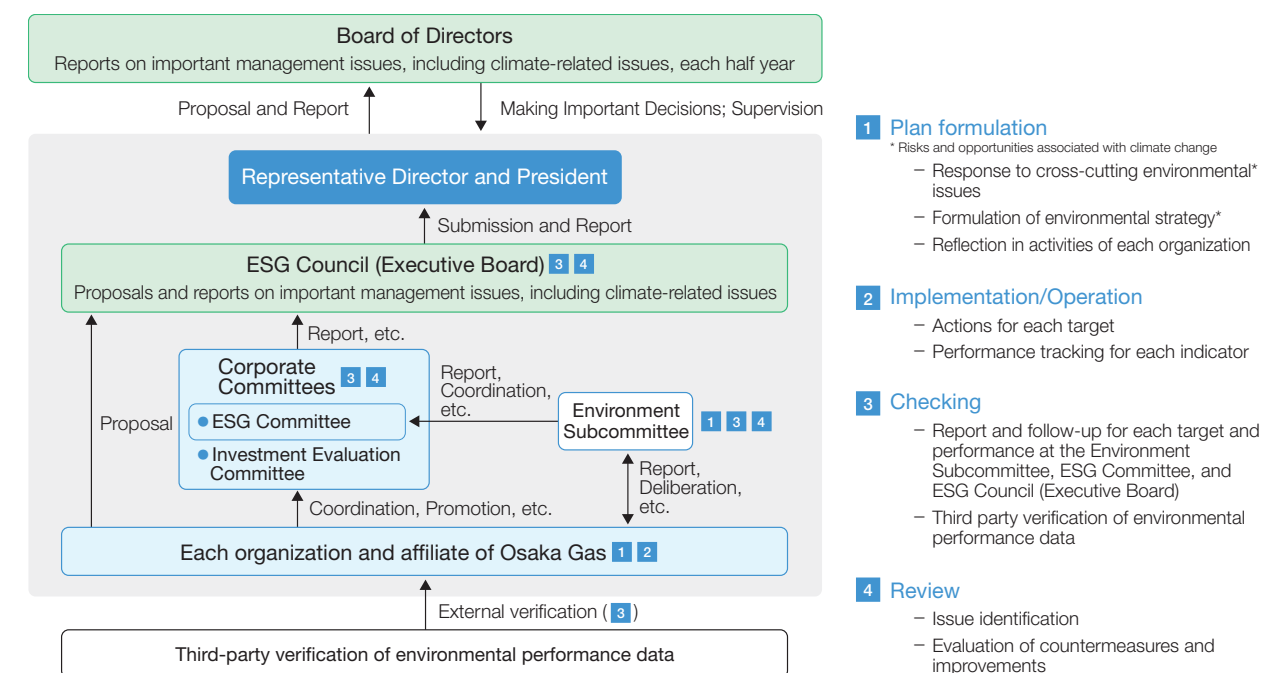 Board of Directors
Reports on important management issues, including climate-related issues, each half year
Proposal and Report
Making Important Decisions; Supervision
Representative Director and President
Submission and Report
ESG Council (Executive Board) 3 4
Proposals and reports on important management issues, including climate-related issues
Report, etc.
Corporate
Committees 3 4
● ESG Committee
● Investment Evaluation
Committee
Proposal
Report,
Coordination,
etc.
Environment
Subcommittee
1 3 4
Report,
Deliberation,
etc.
Coordination, Promotion, etc.
Each organization and affiliate of Osaka Gas 1 2
External verification ( 3 )
Third-party verification of environmental performance data
1 Plan formulation
* Risks and opportunities associated with climate change
– Response to cross-cutting environmental*
issues
– Formulation of environmental strategy*
– Reflection in activities of each organization
2 Implementation/Operation
– Actions for each target
– Performance tracking for each indicator
3 Checking
– Report and follow-up for each target and
performance at the Environment
Subcommittee, ESG Committee, and
ESG Council (Executive Board)
– Third party verification of environmental
performance data
4 Review
– Issue identification
– Evaluation of countermeasures and
improvements